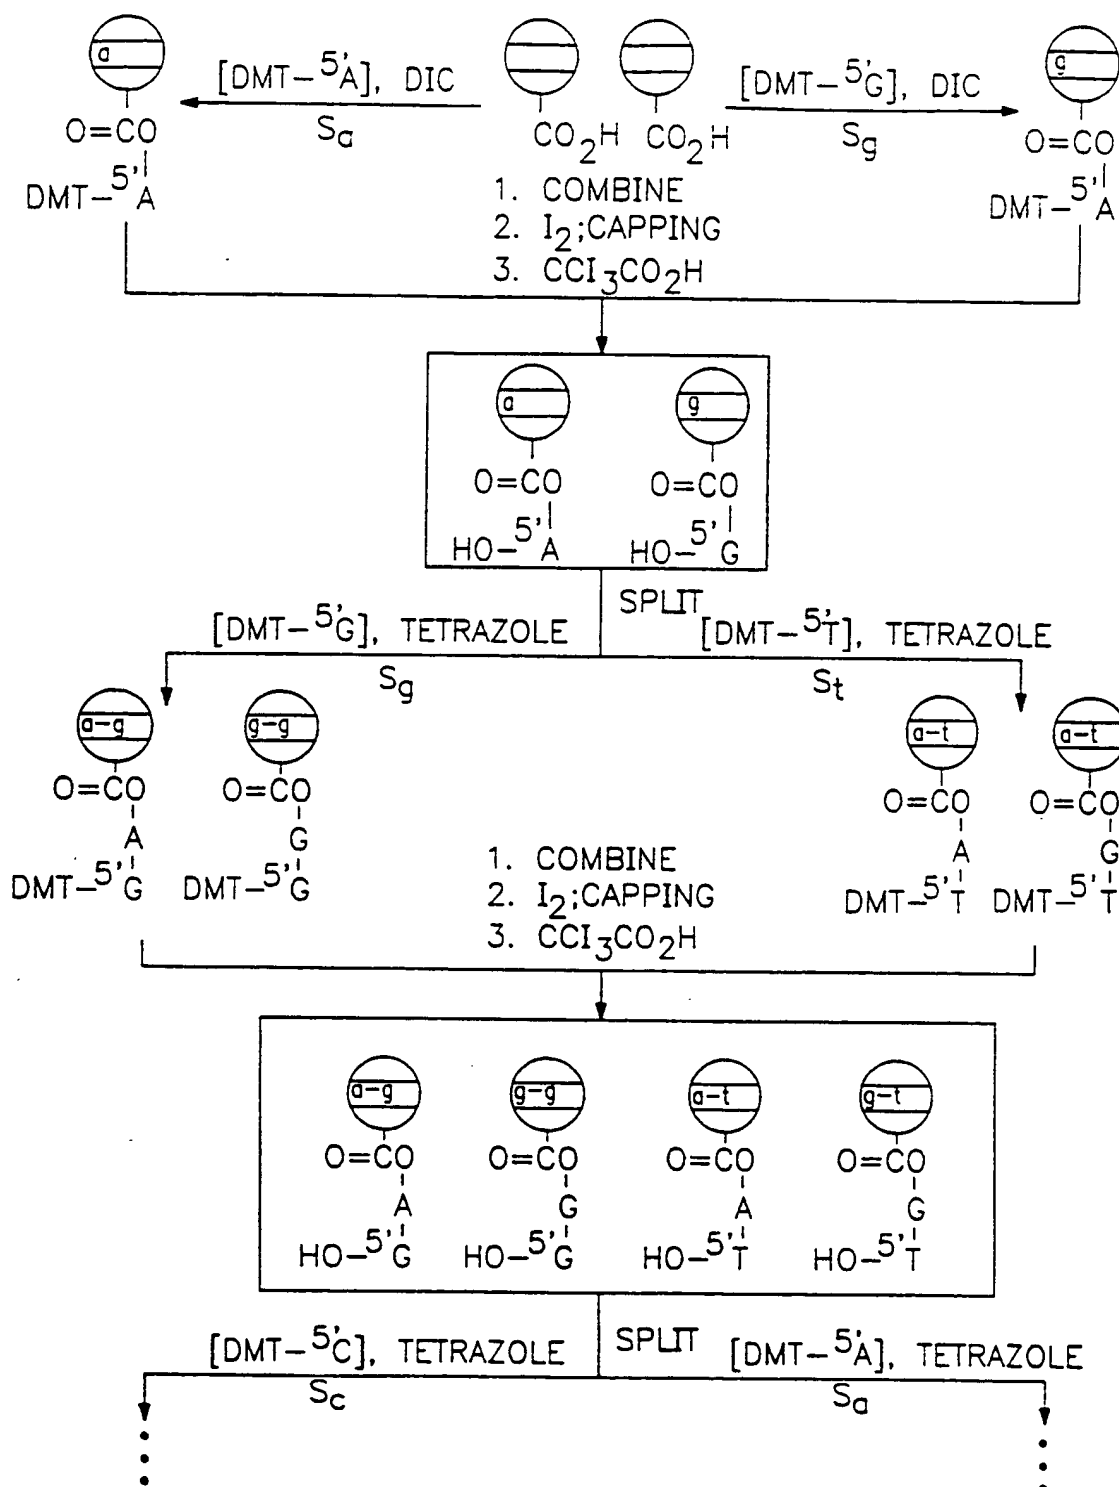 a
g
[DMT-5'A], DIC
Sa
[DMT-5'G], DIC
Sg
CO2H CO2H
O=CO
DMT-5'A
O=CO
DMT-5'A
1. COMBINE
2. I2;CAPPING
3. CCl3CO2H
a
g
O=CO
O=CO
HO-5'A
HO-5'G
SPLIT
[DMT-5'G], TETRAZOLE
Sg
[DMT-5'T], TETRAZOLE
St
a-g
g-g
a-t
a-t
O=CO
O=CO
O=CO
O=CO
A
G
A
G
DMT-5'G
DMT-5'G
DMT-5'T
DMT-5'T
1. COMBINE
2. I2;CAPPING
3. CCl3CO2H
a-g
g-g
a-t
g-t
O=CO
O=CO
O=CO
O=CO
A
G
A
G
HO-5'G
HO-5'G
HO-5'T
HO-5'T
SPLIT
[DMT-5'C], TETRAZOLE
Sc
[DMT-5'A], TETRAZOLE
Sa